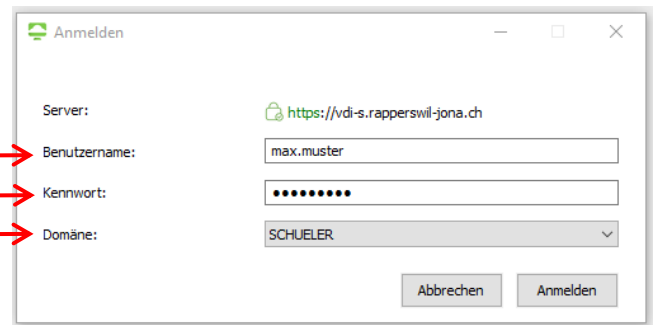 Anmelden
Server: https://vdi-s.rapperswil-jona.ch
Benutzername: max.muster
Kennwort: ●●●●●●●●●
Domäne: SCHUELER
Abbrechen Anmelden